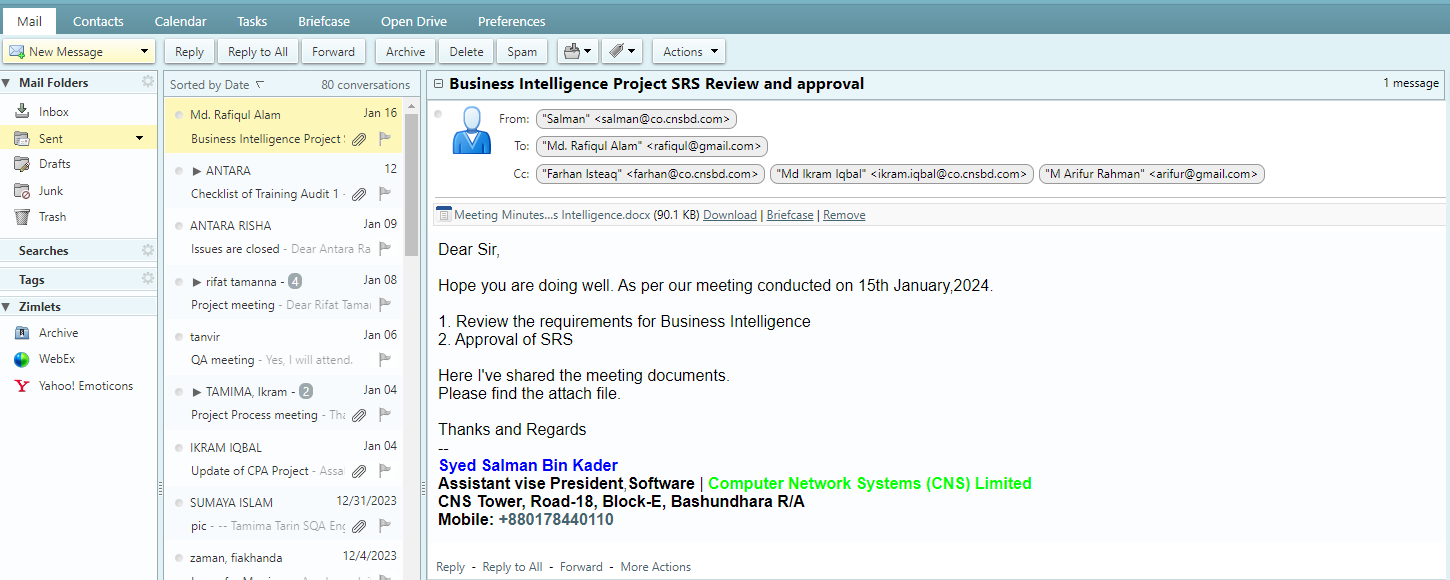 Mail Contacts Calendar Tasks Briefcase Open Drive Preferences
New Message Reply Reply to All Forward Archive Delete Spam Actions
Mail Folders
Inbox
Sent
Drafts
Junk
Trash
Searches
Tags
Zimlets
Archive
WebEx
Yahoo! Emoticons
Sorted by Date 80 conversations
Md. Rafiqul Alam Jan 16
Business Intelligence Project
ANTARA 12
Checklist of Training Audit 1 -
ANTARA RISHA Jan 09
Issues are closed - Dear Antara Ra
rifat tamanna - 4 Jan 08
Project meeting - Dear Rifat Tama
tanvir Jan 06
QA meeting - Yes, I will attend.
TAMIMA, Ikram - 2 Jan 04
Project Process meeting - Tha
IKRAM IQBAL Jan 04
Update of CPA Project - Assal
SUMAYA ISLAM 12/31/2023
pic - -- Tamima Tarin SQA Eng
zaman, fiakhanda 12/4/2023
Business Intelligence Project SRS Review and approval 1 message
From: "Salman" <salman@co.cnsbd.com>
To: "Md. Rafiqul Alam" <rafiqul@gmail.com>
Cc: "Farhan Isteaq" <farhan@co.cnsbd.com> "Md Ikram Iqbal" <ikram.iqbal@co.cnsbd.com> "M Arifur Rahman" <arifur@gmail.com>
Meeting Minutes...s Intelligence.docx (90.1 KB) Download | Briefcase | Remove
Dear Sir,
Hope you are doing well. As per our meeting conducted on 15th January,2024.
1. Review the requirements for Business Intelligence
2. Approval of SRS
Here I've shared the meeting documents.
Please find the attach file.
Thanks and Regards
--
Syed Salman Bin Kader
Assistant vise President,Software | Computer Network Systems (CNS) Limited
CNS Tower, Road-18, Block-E, Bashundhara R/A
Mobile: +880178440110
Reply - Reply to All - Forward - More Actions